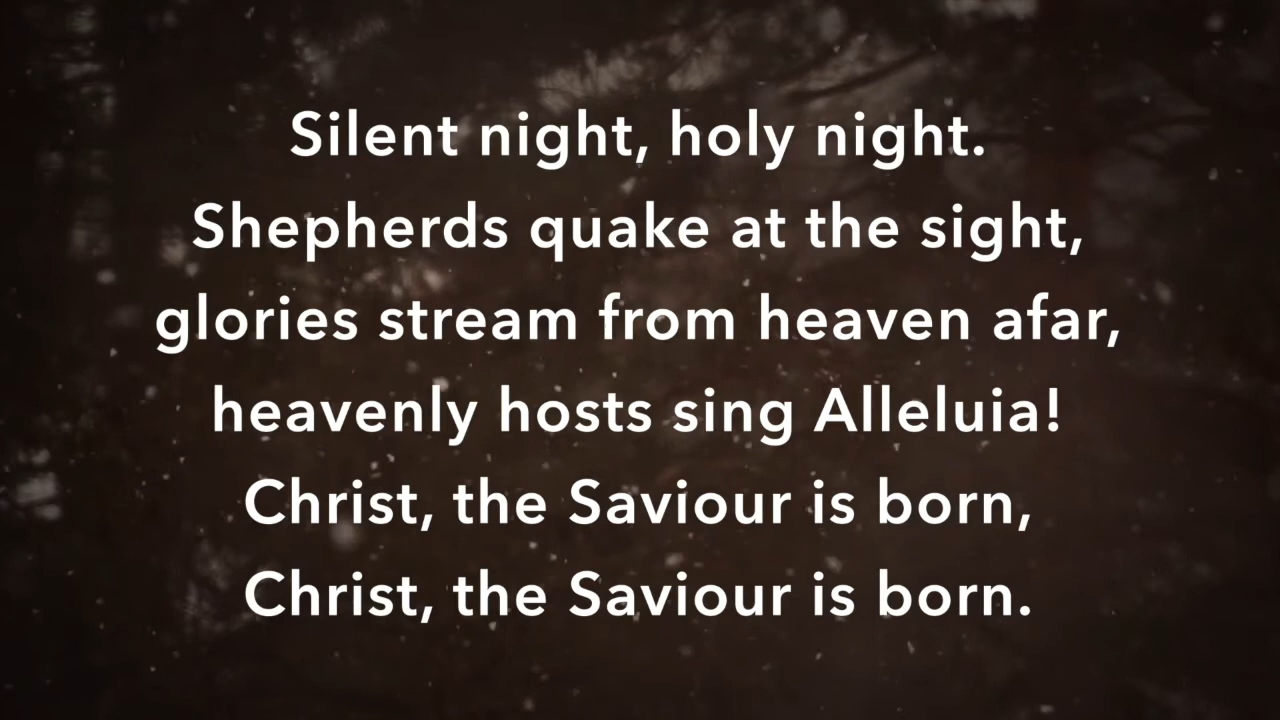 Silent night, holy night.
Shepherds quake at the sight,
glories stream from heaven afar,
heavenly hosts sing Alleluia!
Christ, the Saviour is born,
Christ, the Saviour is born.